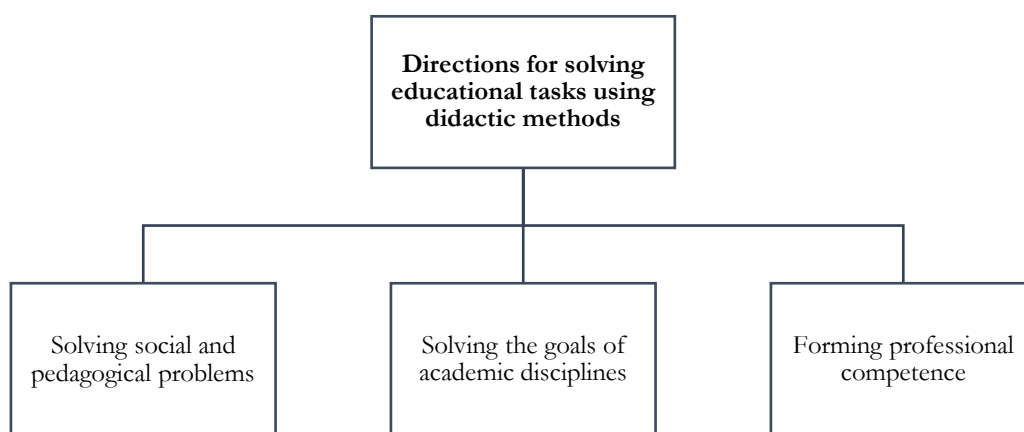 Directions for solving
educational tasks using
didactic methods
Solving social and
pedagogical problems
Solving the goals of
academic disciplines
Forming professional
competence